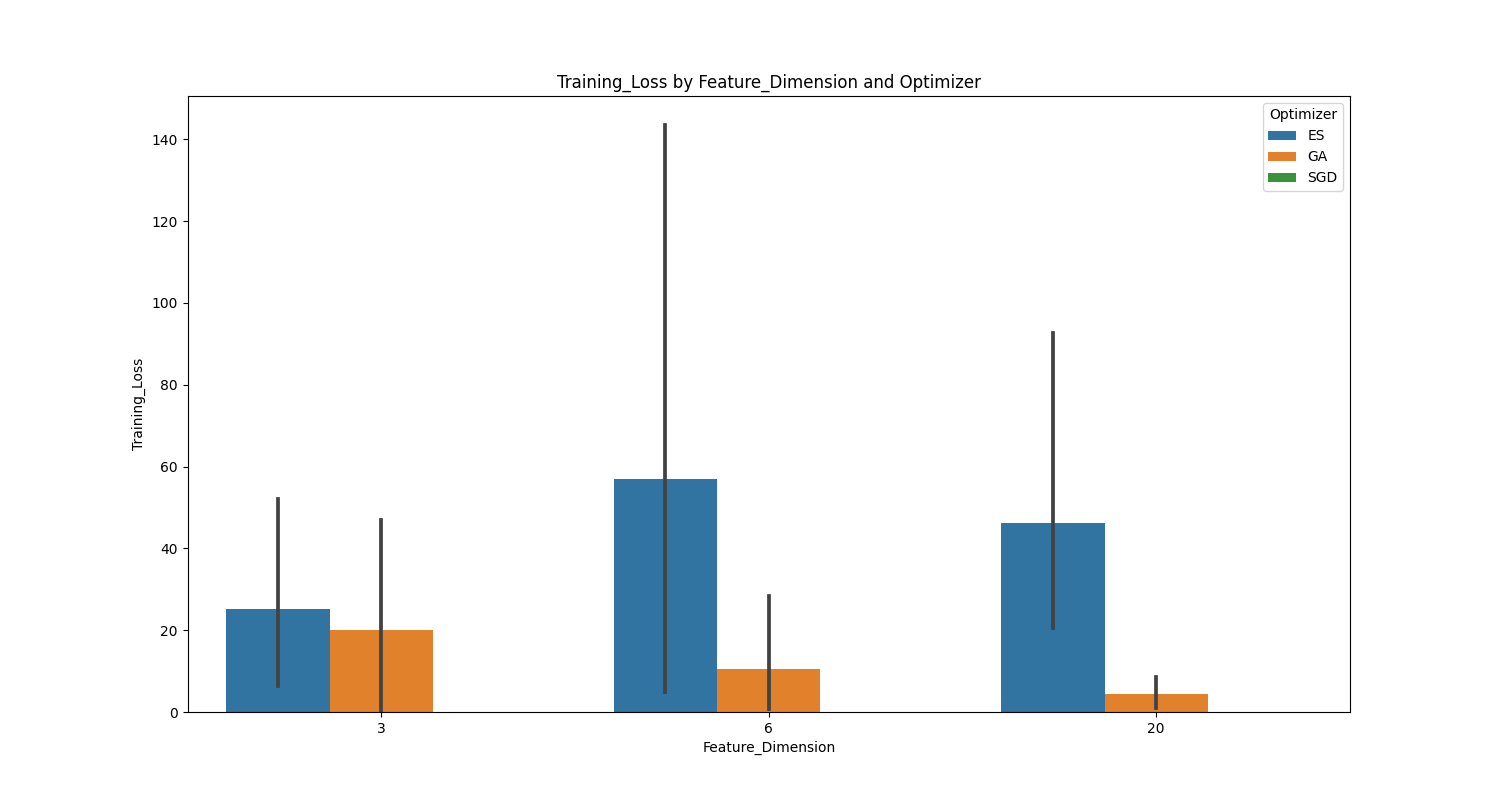 Training_Loss by Feature_Dimension and Optimizer
Optimizer
ES
GA
SGD
140
120
100
80
60
40
20
0
Training_Loss
3
6
20
Feature_Dimension